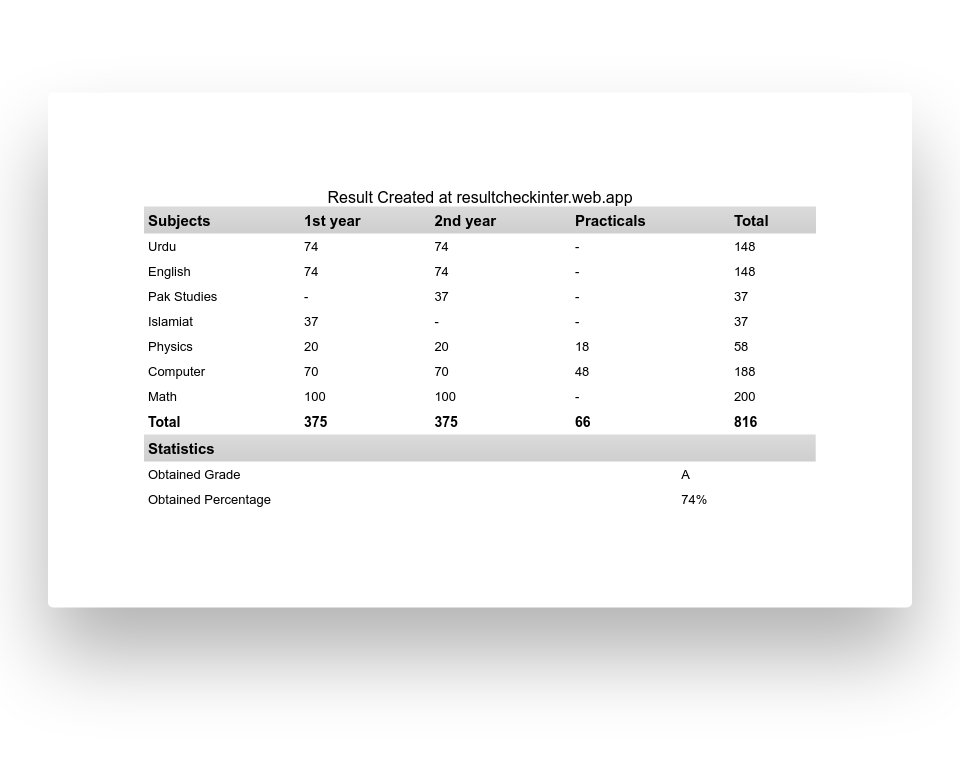 Result Created at resultcheckinter.web.app
Subjects 1st year 2nd year Practicals Total
Urdu 74 74 - 148
English 74 74 - 148
Pak Studies - 37 - 37
Islamiat 37 - - 37
Physics 20 20 18 58
Computer 70 70 48 188
Math 100 100 - 200
Total 375 375 66 816
Statistics
Obtained Grade A
Obtained Percentage 74%